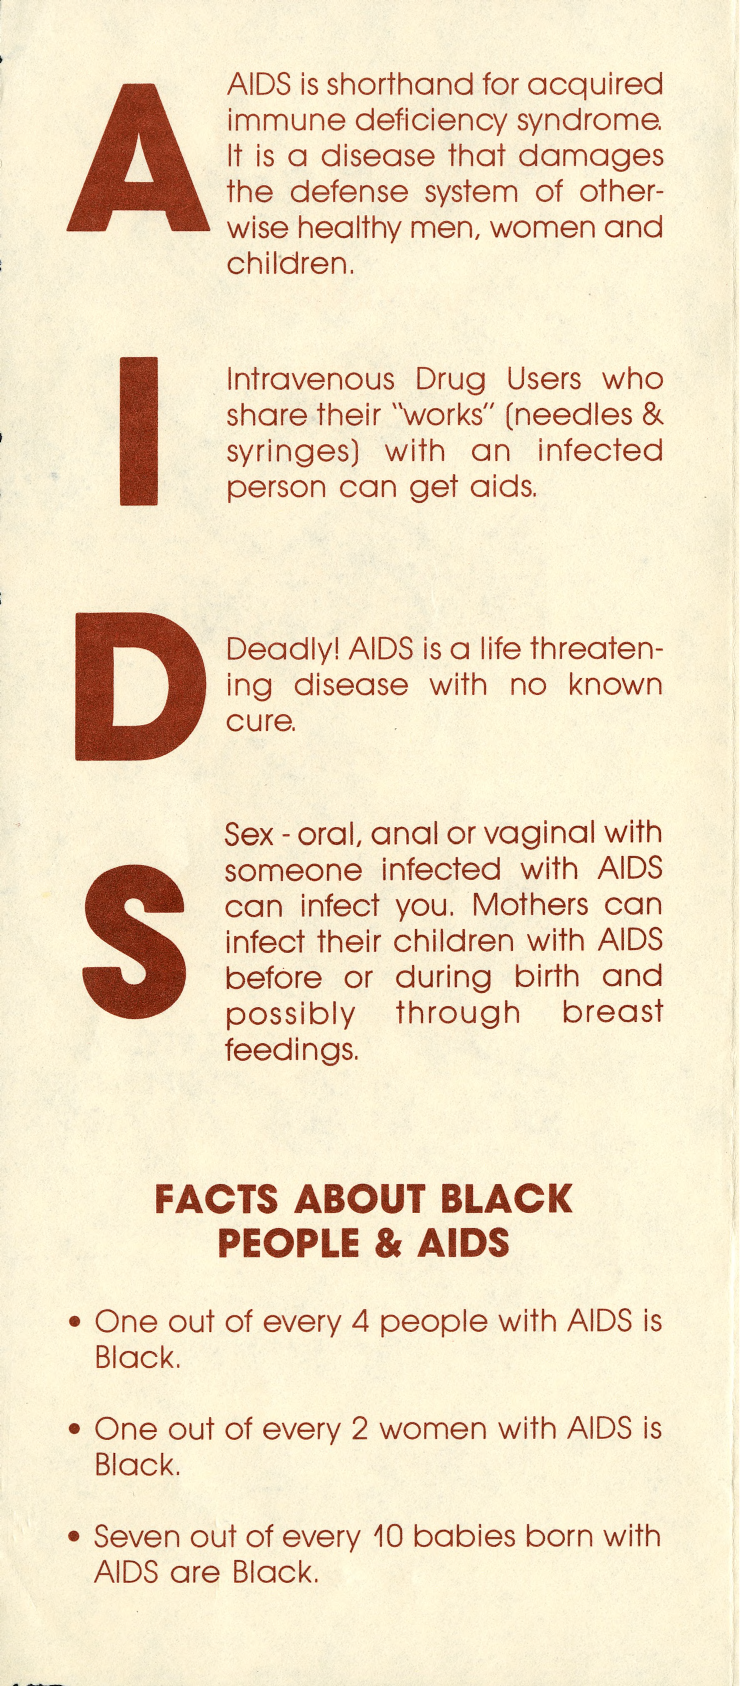 A
AIDS is shorthand for acquired
immune deficiency syndrome.
It is a disease that damages
the defense system of other-
wise healthy men, women and
children.
I
Intravenous Drug Users who
share their "works" (needles &
syringes) with an infected
person can get aids.
D
Deadly! AIDS is a life threaten-
ing disease with no known
cure.
S
Sex - oral, anal or vaginal with
someone infected with AIDS
can infect you. Mothers can
infect their children with AIDS
before or during birth and
possibly through breast
feedings.
FACTS ABOUT BLACK
PEOPLE & AIDS
• One out of every 4 people with AIDS is
Black.
• One out of every 2 women with AIDS is
Black.
• Seven out of every 10 babies born with
AIDS are Black.